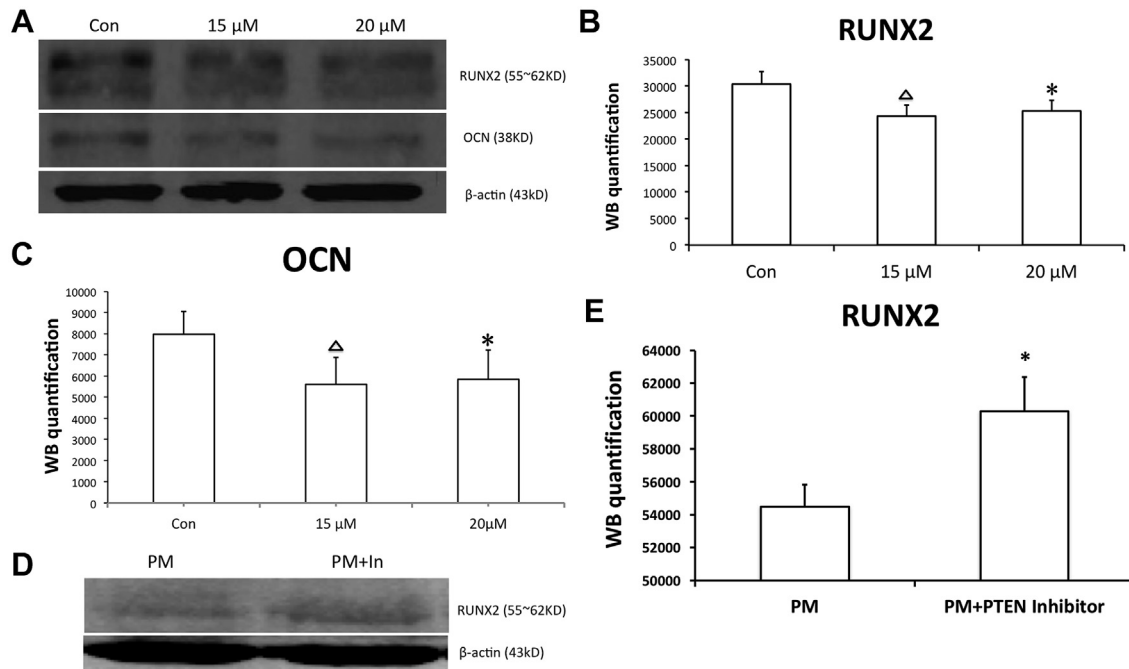 A
Con 15 μM 20 μM
RUNX2 (55~62KD)
OCN (38KD)
β-actin (43kD)
B
RUNX2
WB quantification
35000
30000
25000
20000
15000
10000
5000
0
Δ
*
Con 15 μM 20 μM
C
OCN
WB quantification
10000
9000
8000
7000
6000
5000
4000
3000
2000
1000
0
Δ
*
Con 15 μM 20μM
D
PM PM+In
RUNX2 (55~62KD)
β-actin (43kD)
E
RUNX2
WB quantification
64000
62000
60000
58000
56000
54000
52000
50000
*
PM PM+PTEN Inhibitor